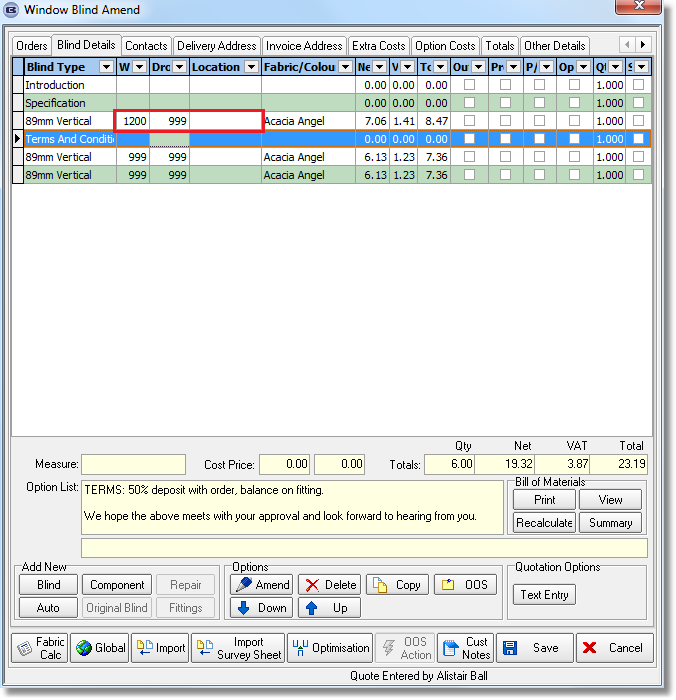 Window Blind Amend
Orders Blind Details Contacts Delivery Address Invoice Address Extra Costs Option Costs Totals Other Details
Blind Type W Dro Location Fabric/Colou Ne V To Ou Pr P/ Op Qt S
Introduction 0.00 0.00 0.00 1.000
Specification 0.00 0.00 0.00 1.000
89mm Vertical 1200 999 Acacia Angel 7.06 1.41 8.47 1.000
Terms And Conditi 0.00 0.00 0.00 1.000
89mm Vertical 999 999 Acacia Angel 6.13 1.23 7.36 1.000
89mm Vertical 999 999 Acacia Angel 6.13 1.23 7.36 1.000
Qty Net VAT Total
Measure: Cost Price: 0.00 0.00 Totals: 6.00 19.32 3.87 23.19
Option List: TERMS: 50% deposit with order, balance on fitting.
We hope the above meets with your approval and look forward to hearing from you.
Bill of Materials
Print View
Recalculate Summary
Add New Options Quotation Options
Blind Component Repair Amend Delete Copy OOS Text Entry
Auto Original Blind Fittings Down Up
Fabric Calc Global Import Import Survey Sheet Optimisation OOS Action Cust Notes Save Cancel
Quote Entered by Alistair Ball